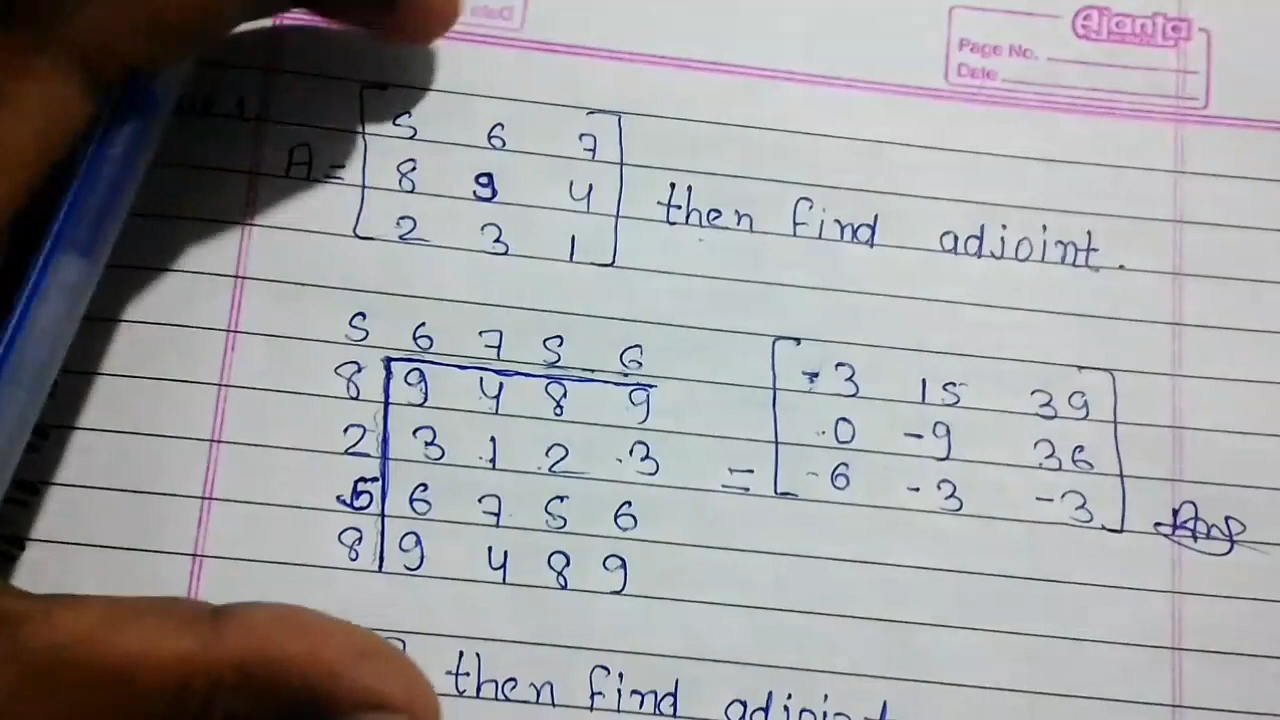 Ajanta
Page No.
Date
5 6 7
A = 8 9 4 then find adjoint.
2 3 1
5 6 7 5 6
8 9 4 8 9
2 3 1 2 3
5 6 7 5 6
8 9 4 8 9
= -3 15 39
0 -9 36
-6 -3 -3 Ans
then find adjoint